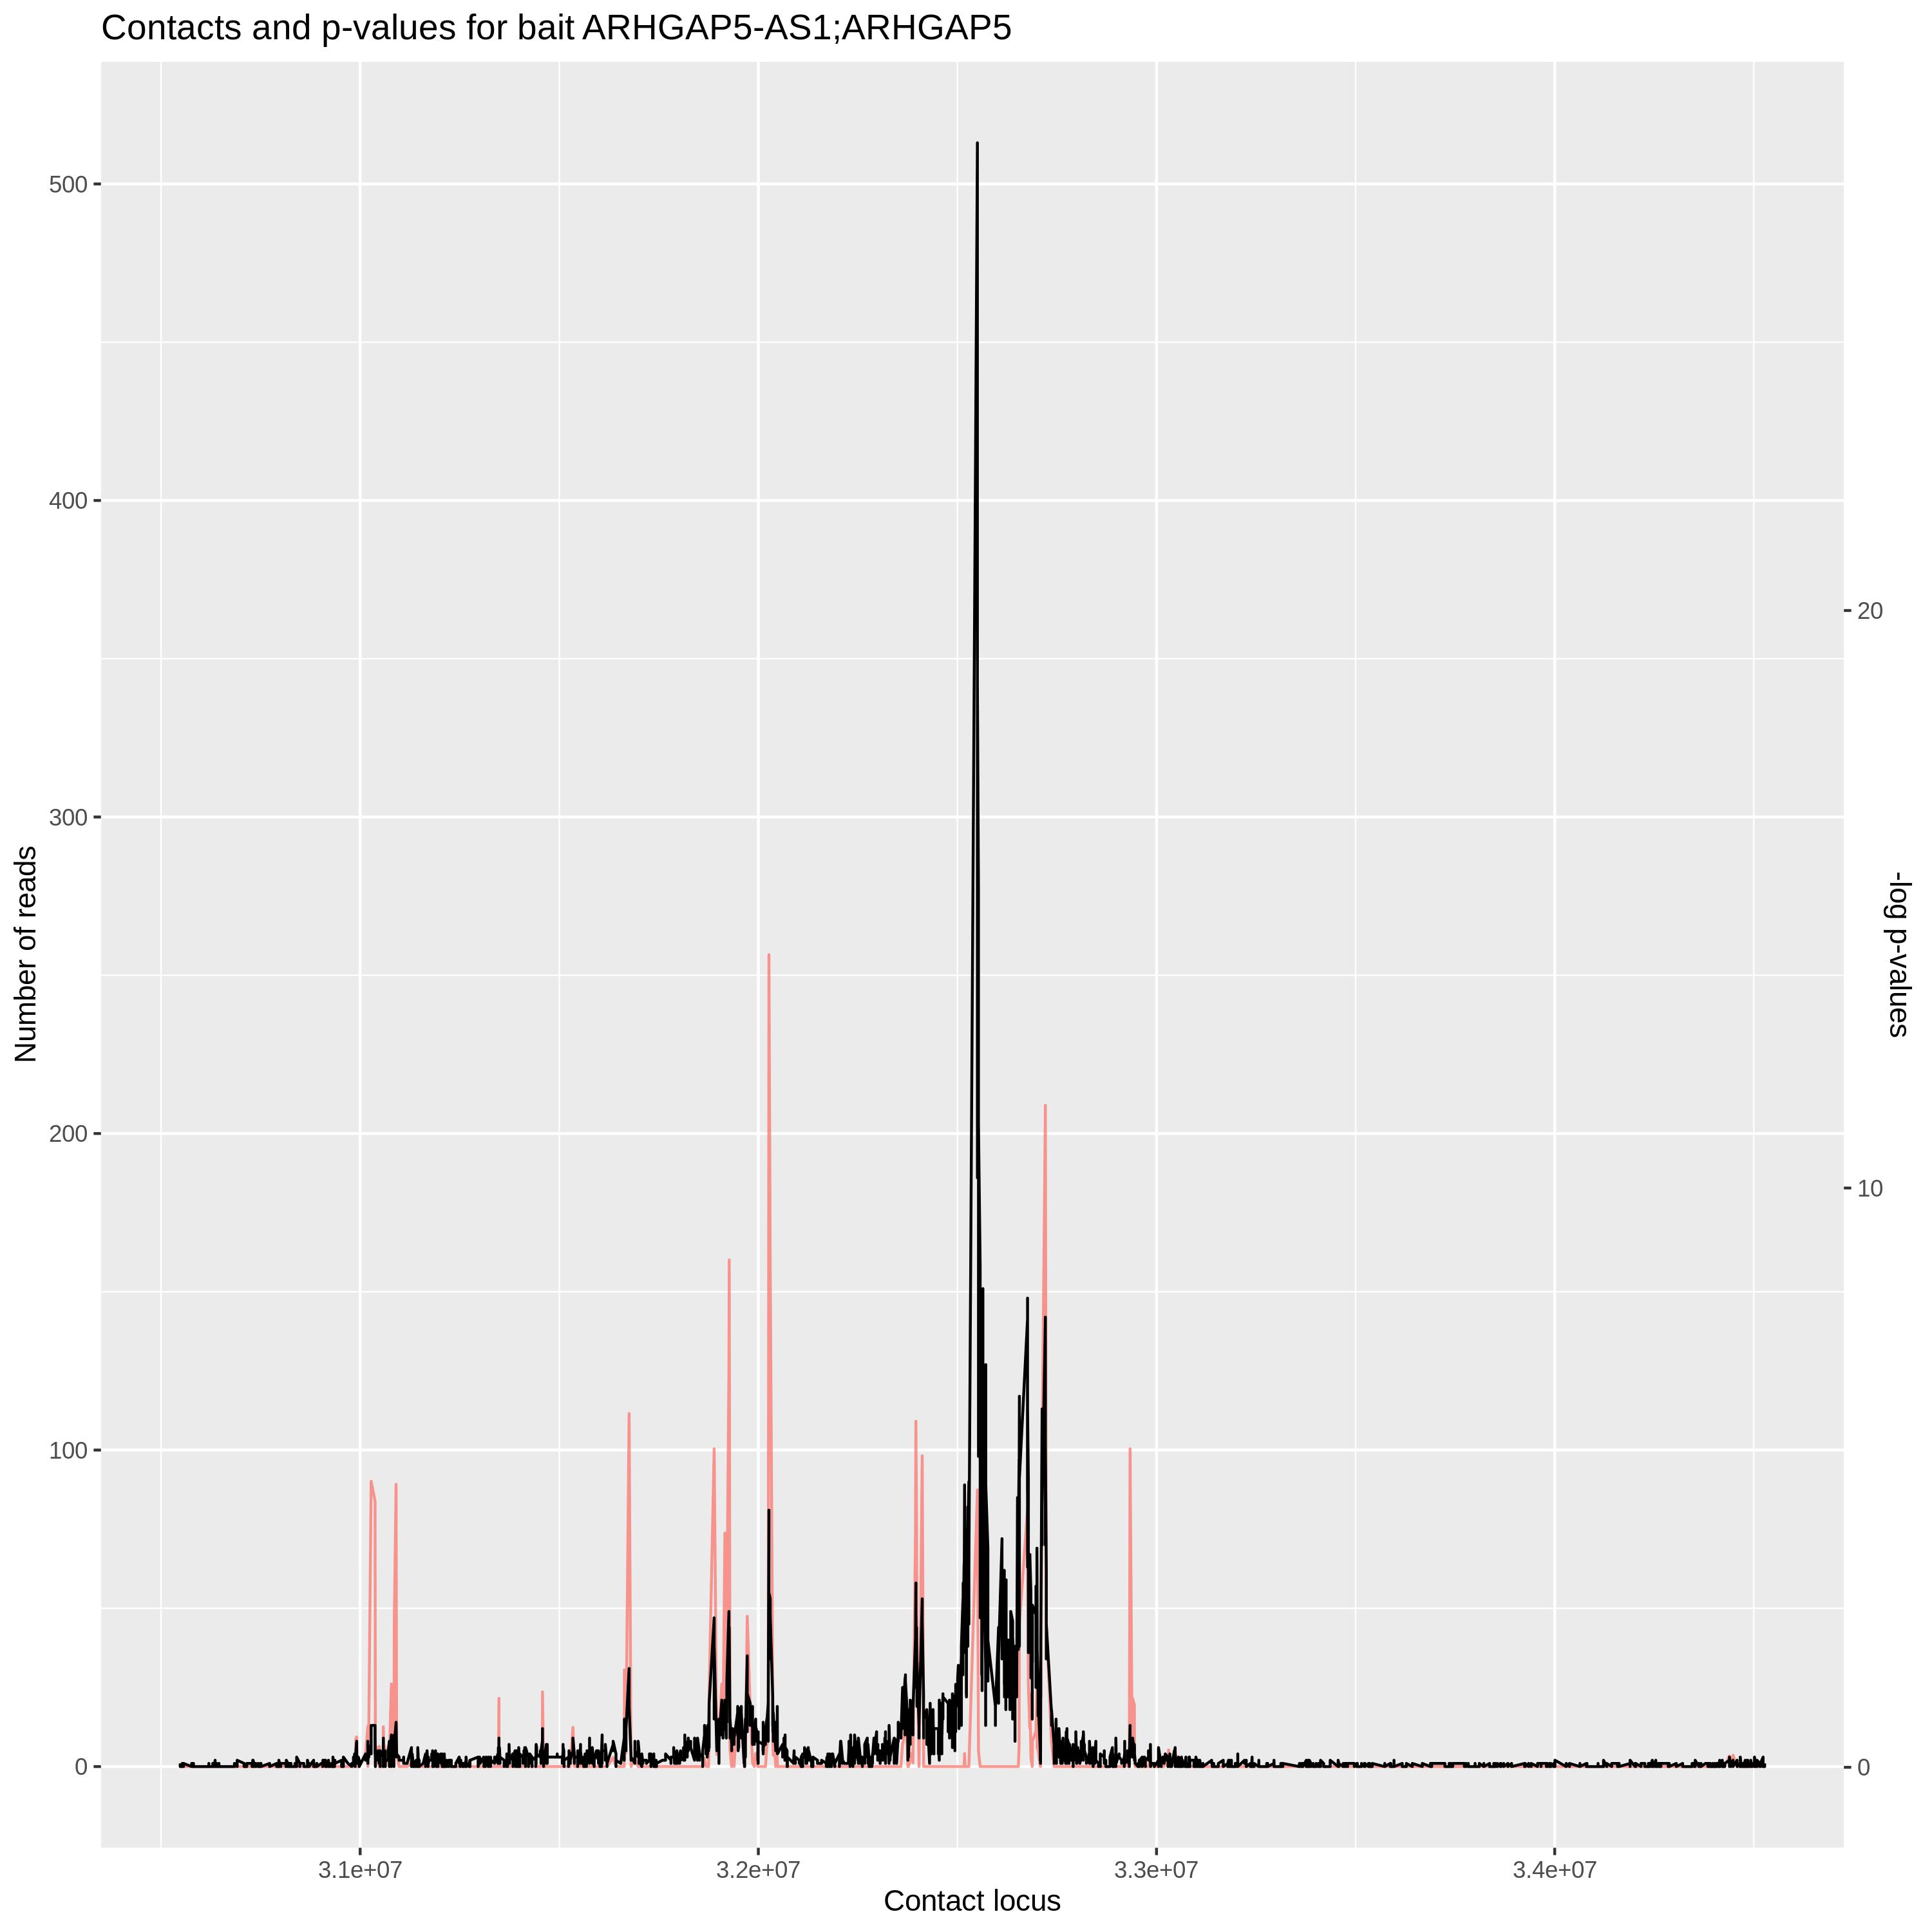 Contacts and p-values for bait ARHGAP5-AS1;ARHGAP5
500
400
300
200
100
0
Number of reads
20
10
0
-log p-values
3.1e+07
3.2e+07
3.3e+07
3.4e+07
Contact locus